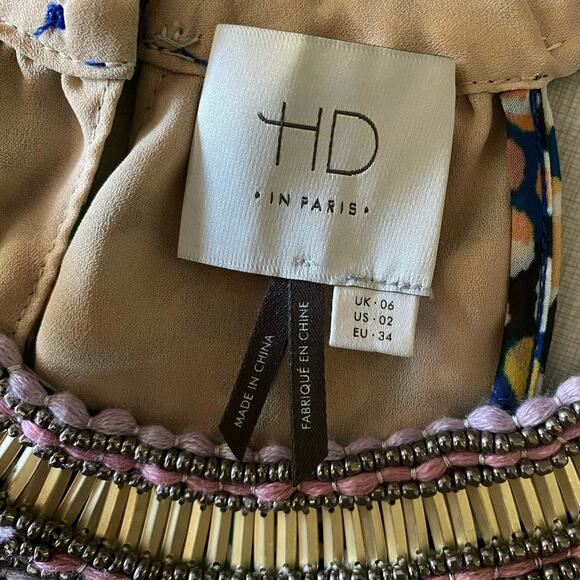 HD
• IN PARIS •
UK • 06
US • 02
EU • 34
MADE IN CHINA
FABRIQUÉ EN CHINE